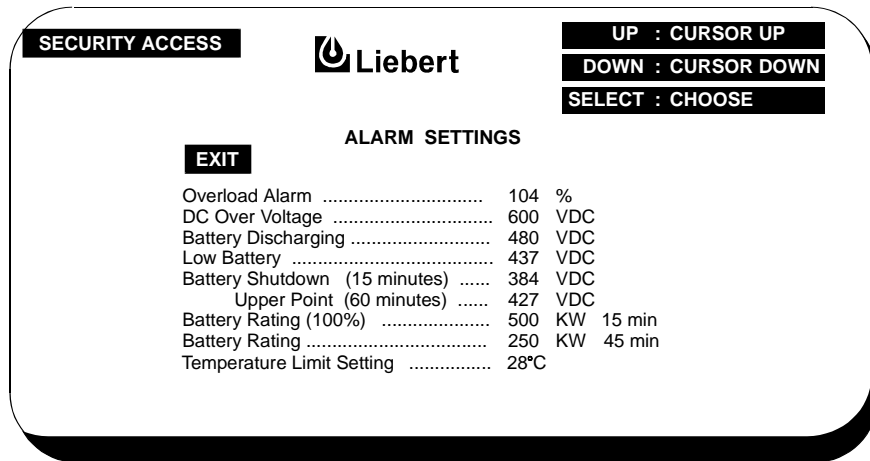 SECURITY ACCESS
Liebert
UP : CURSOR UP
DOWN : CURSOR DOWN
SELECT : CHOOSE
ALARM SETTINGS
EXIT
Overload Alarm ............................... 104 %
DC Over Voltage ............................... 600 VDC
Battery Discharging ........................... 480 VDC
Low Battery ....................................... 437 VDC
Battery Shutdown (15 minutes) ...... 384 VDC
Upper Point (60 minutes) ...... 427 VDC
Battery Rating (100%) ..................... 500 KW 15 min
Battery Rating ................................... 250 KW 45 min
Temperature Limit Setting ................ 28°C